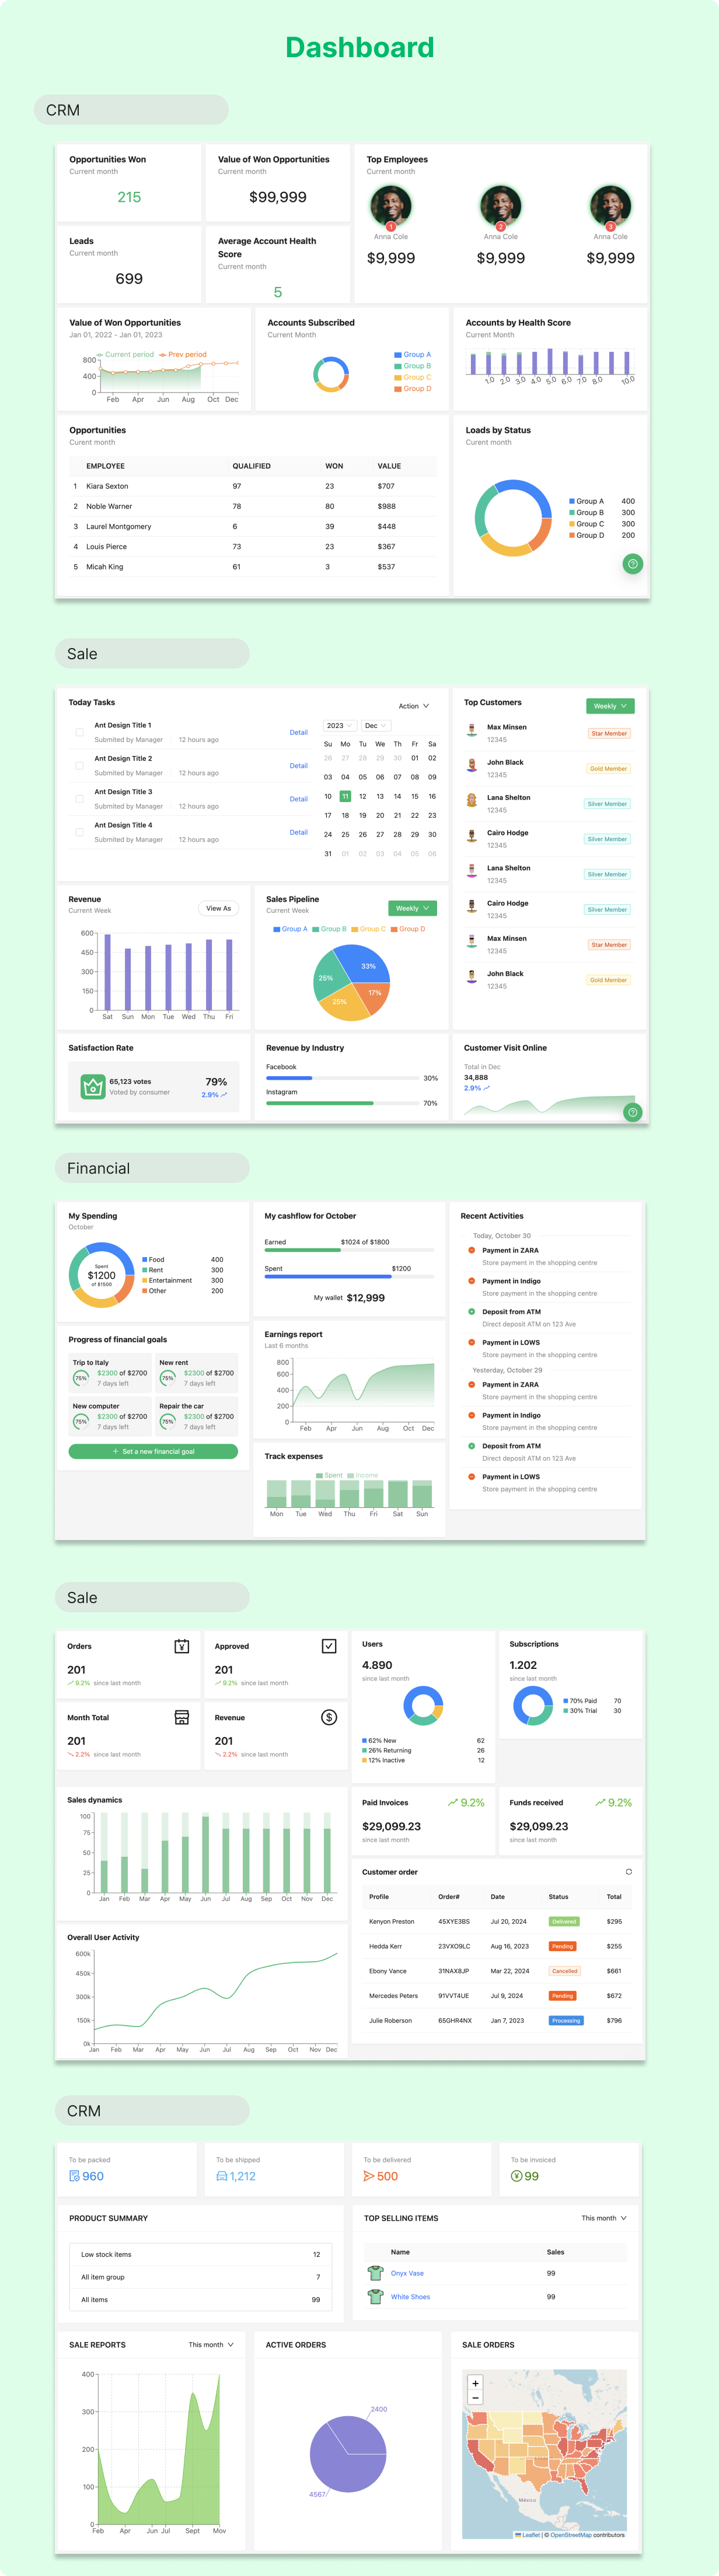 Dashboard
CRM
Opportunities Won
Current month
215
Value of Won Opportunities
Current month
$99,999
Top Employees
Current month
1
2
3
Anna Cole
Anna Cole
Anna Cole
$9,999
$9,999
$9,999
Leads
Current month
699
Average Account Health
Score
Current month
5
Value of Won Opportunities
Jan 01, 2022 - Jan 01, 2023
Current period
Prev period
800
400
0
Feb Apr Jun Aug Oct Dec
Accounts Subscribed
Current Month
Group A
Group B
Group C
Group D
Accounts by Health Score
Current Month
1.0 2.0 3.0 4.0 5.0 6.0 7.0 8.0 10.0
Opportunities
Curent month
EMPLOYEE QUALIFIED WON VALUE
1 Kiara Sexton 97 23 $707
2 Noble Warner 78 80 $988
3 Laurel Montgomery 6 39 $448
4 Louis Pierce 73 23 $367
5 Micah King 61 3 $537
Loads by Status
Curent month
Group A 400
Group B 300
Group C 300
Group D 200
Sale
Today Tasks
Action
Ant Design Title 1
Submited by Manager 12 hours ago
Detail
Ant Design Title 2
Submited by Manager 12 hours ago
Detail
Ant Design Title 3
Submited by Manager 12 hours ago
Detail
Ant Design Title 4
Submited by Manager 12 hours ago
Detail
2023 Dec
Su Mo Tu We Th Fr Sa
26 27 28 29 30 01 02
03 04 05 06 07 08 09
10 11 12 13 14 15 16
17 18 19 20 21 22 23
24 25 26 27 28 29 30
31 01 02 03 04 05 06
Top Customers
Weekly
Max Minsen
12345
Star Member
John Black
12345
Gold Member
Lana Shelton
12345
Silver Member
Cairo Hodge
12345
Silver Member
Lana Shelton
12345
Silver Member
Cairo Hodge
12345
Silver Member
Max Minsen
12345
Star Member
John Black
12345
Gold Member
Revenue
Current Week
View As
600
450
300
150
0
Sat Sun Mon Tue Wed Thu Fri
Sales Pipeline
Current Week
Weekly
Group A Group B Group C Group D
33%
25%
17%
25%
Satisfaction Rate
65,123 votes
Voted by consumer
79%
2.9%
Revenue by Industry
Facebook
30%
Instagram
70%
Customer Visit Online
Total in Dec
34,888
2.9%
Financial
My Spending
October
Spent
$1200
of $1500
Food 400
Rent 300
Entertainment 300
Other 200
My cashflow for October
Earned $1024 of $1800
Spent $1200
My wallet $12,999
Recent Activities
Today, October 30
Payment in ZARA
Store payment in the shopping centre
Payment in Indigo
Store payment in the shopping centre
Deposit from ATM
Direct deposit ATM on 123 Ave
Payment in LOWS
Store payment in the shopping centre
Yesterday, October 29
Payment in ZARA
Store payment in the shopping centre
Payment in Indigo
Store payment in the shopping centre
Deposit from ATM
Direct deposit ATM on 123 Ave
Payment in LOWS
Store payment in the shopping centre
Progress of financial goals
Trip to Italy
75%
$2300 of $2700
7 days left
New rent
75%
$2300 of $2700
7 days left
New computer
75%
$2300 of $2700
7 days left
Repair the car
75%
$2300 of $2700
7 days left
+ Set a new financial goal
Earnings report
Last 6 months
800
600
400
200
0
Feb Apr Jun Aug Oct Dec
Track expenses
Spent Income
Mon Tue Wed Thu Fri Sat Sun
Sale
Orders
201
9.2% since last month
Approved
201
9.2% since last month
Users
4.890
since last month
62% New 62
26% Returning 26
12% Inactive 12
Subscriptions
1.202
since last month
70% Paid 70
30% Trial 30
Month Total
201
2.2% since last month
Revenue
201
2.2% since last month
Sales dynamics
100
75
50
25
0
Jan Feb Mar Apr May Jun Jul Aug Sep Oct Nov Dec
Paid Invoices
9.2%
$29,099.23
since last month
Funds received
9.2%
$29,099.23
since last month
Customer order
Profile Order# Date Status Total
Kenyon Preston 45XYE3BS Jul 20, 2024 Delivered $295
Hedda Kerr 23VXO9LC Aug 16, 2023 Pending $255
Ebony Vance 31NAX8JP Mar 22, 2024 Cancelled $661
Mercedes Peters 91VVT4UE Jul 9, 2024 Pending $672
Julie Roberson 65GHR4NX Jan 7, 2023 Processing $796
Overall User Activity
600k
450k
300k
150k
0k
Jan Feb Mar Apr May Jun Jul Aug Sep Oct Nov Dec
CRM
To be packed
960
To be shipped
1,212
To be delivered
500
To be invoiced
99
PRODUCT SUMMARY
Low stock items 12
All item group 7
All items 99
TOP SELLING ITEMS
This month
Name Sales
Onyx Vase 99
White Shoes 99
SALE REPORTS
This month
400
300
200
100
0
Feb Apr Jun Jul Sept Mov
ACTIVE ORDERS
2400
4567
SALE ORDERS
+
−
México
Leaflet | © OpenStreetMap contributors